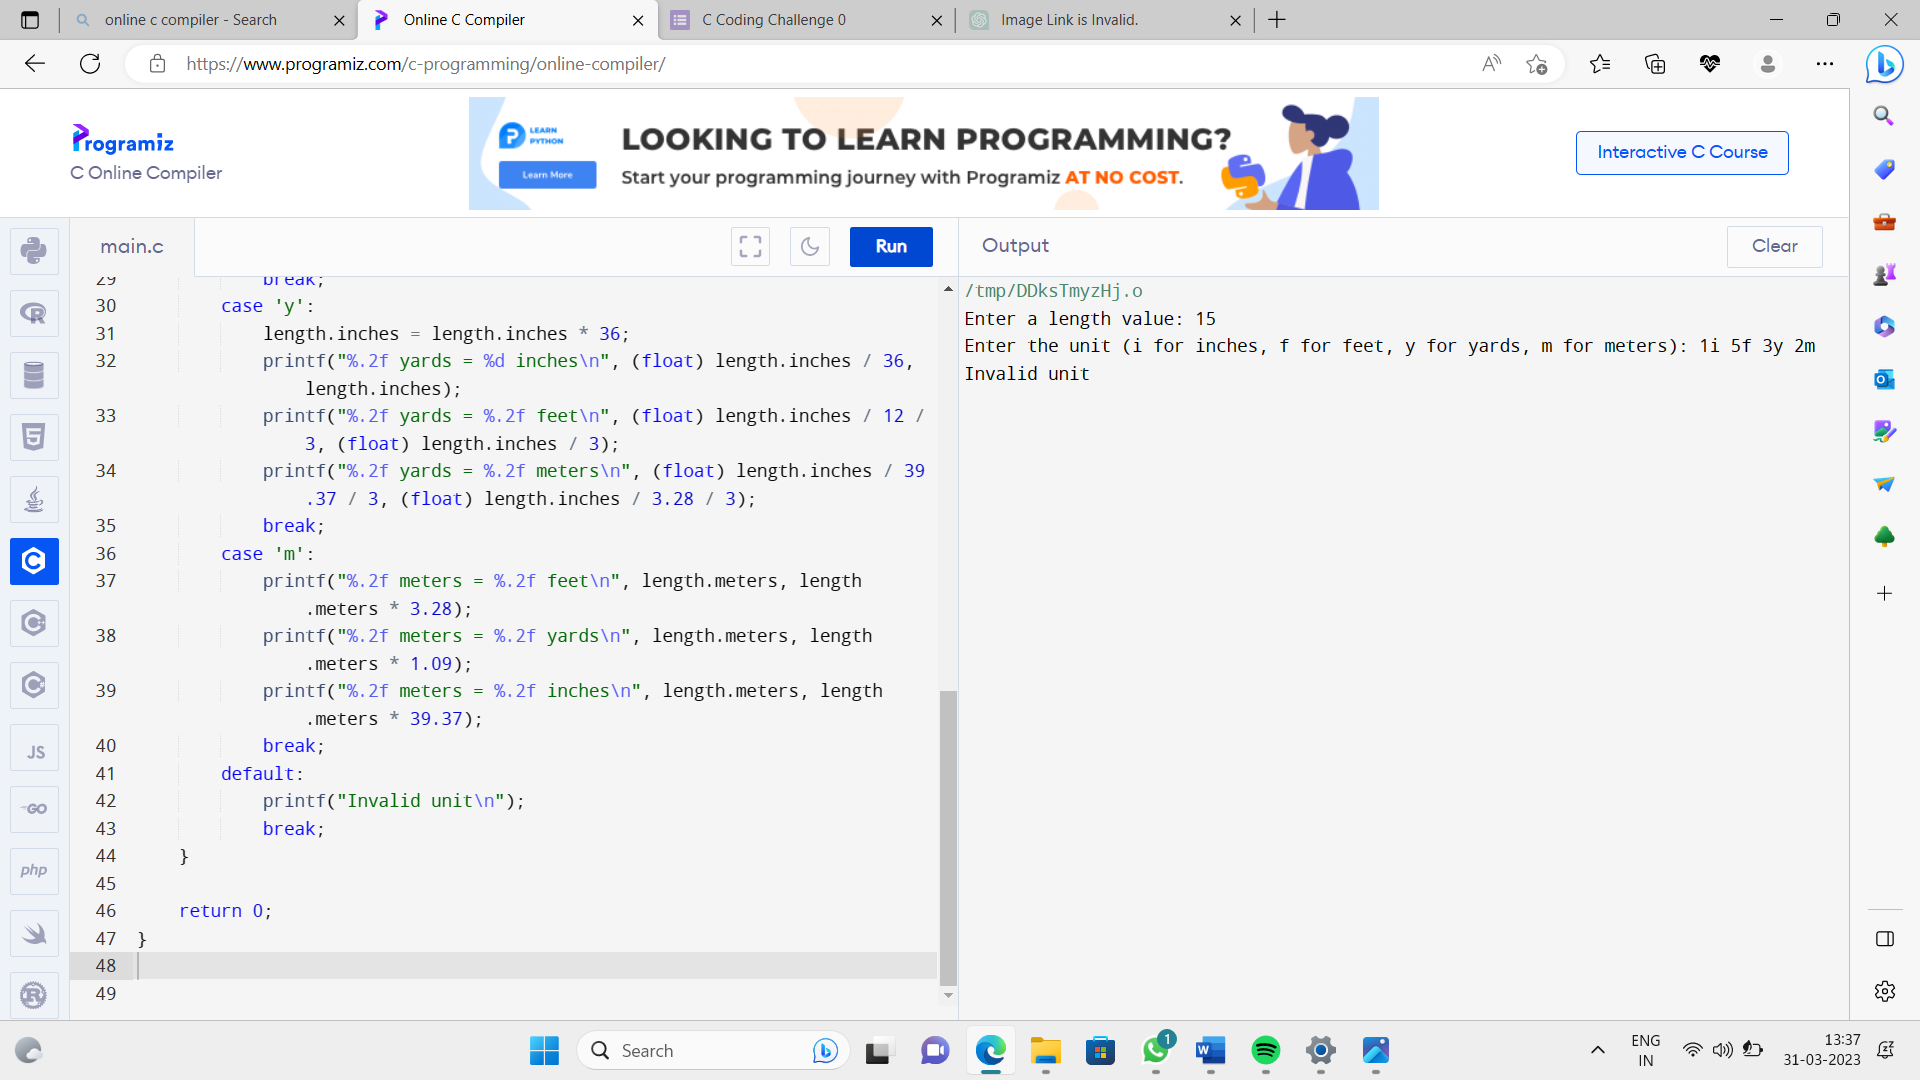 online c compiler - Search
Online C Compiler
C Coding Challenge 0
Image Link is Invalid.
https://www.programiz.com/c-programming/online-compiler/
Programiz
C Online Compiler
LEARN PYTHON
Learn More
LOOKING TO LEARN PROGRAMMING?
Start your programming journey with Programiz AT NO COST.
Interactive C Course
main.c
Run
Output
Clear
29 break;
30 case 'y':
31 length.inches = length.inches * 36;
32 printf("%.2f yards = %d inches\n", (float) length.inches / 36,
length.inches);
33 printf("%.2f yards = %.2f feet\n", (float) length.inches / 12 /
3, (float) length.inches / 3);
34 printf("%.2f yards = %.2f meters\n", (float) length.inches / 39
.37 / 3, (float) length.inches / 3.28 / 3);
35 break;
36 case 'm':
37 printf("%.2f meters = %.2f feet\n", length.meters, length
.meters * 3.28);
38 printf("%.2f meters = %.2f yards\n", length.meters, length
.meters * 1.09);
39 printf("%.2f meters = %.2f inches\n", length.meters, length
.meters * 39.37);
40 break;
41 default:
42 printf("Invalid unit\n");
43 break;
44 }
45
46 return 0;
47 }
48
49
/tmp/DDksTmyzHj.o
Enter a length value: 15
Enter the unit (i for inches, f for feet, y for yards, m for meters): 1i 5f 3y 2m
Invalid unit
JS
GO
php
Search
1
ENG
IN
13:37
31-03-2023